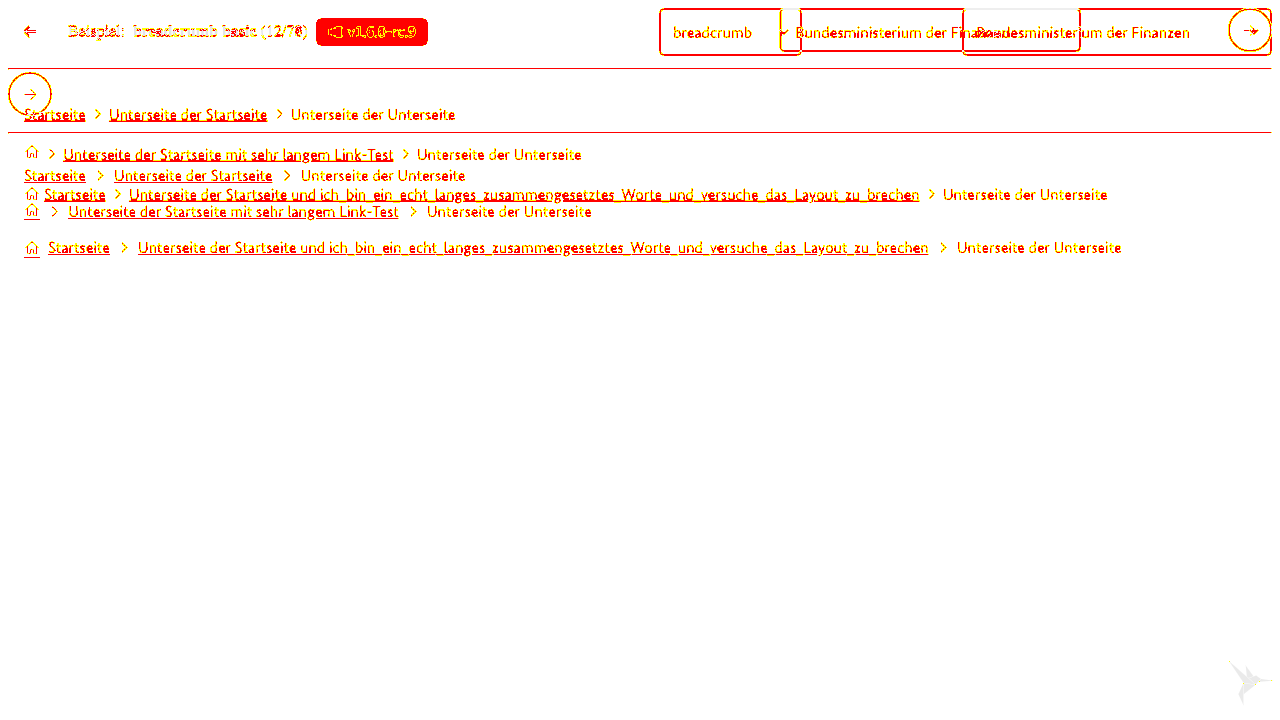 Beispiel: breadcrumb-basic (12/78) v1.6.0-rc.9 breadcrumb Bundesministerium der Finanzen Bundesministerium der Finanzen
Startseite Unterseite der Startseite Unterseite der Unterseite
Unterseite der Startseite mit sehr langem Link-Test Unterseite der Unterseite
Startseite Unterseite der Startseite Unterseite der Unterseite
Startseite Unterseite der Startseite und ich_bin_ein_echt_langes_zusammengesetztes_Worte_und_versuche_das_Layout_zu_brechen Unterseite der Unterseite
Unterseite der Startseite mit sehr langem Link-Test Unterseite der Unterseite
Startseite Unterseite der Startseite und ich_bin_ein_echt_langes_zusammengesetztes_Worte_und_versuche_das_Layout_zu_brechen Unterseite der Unterseite